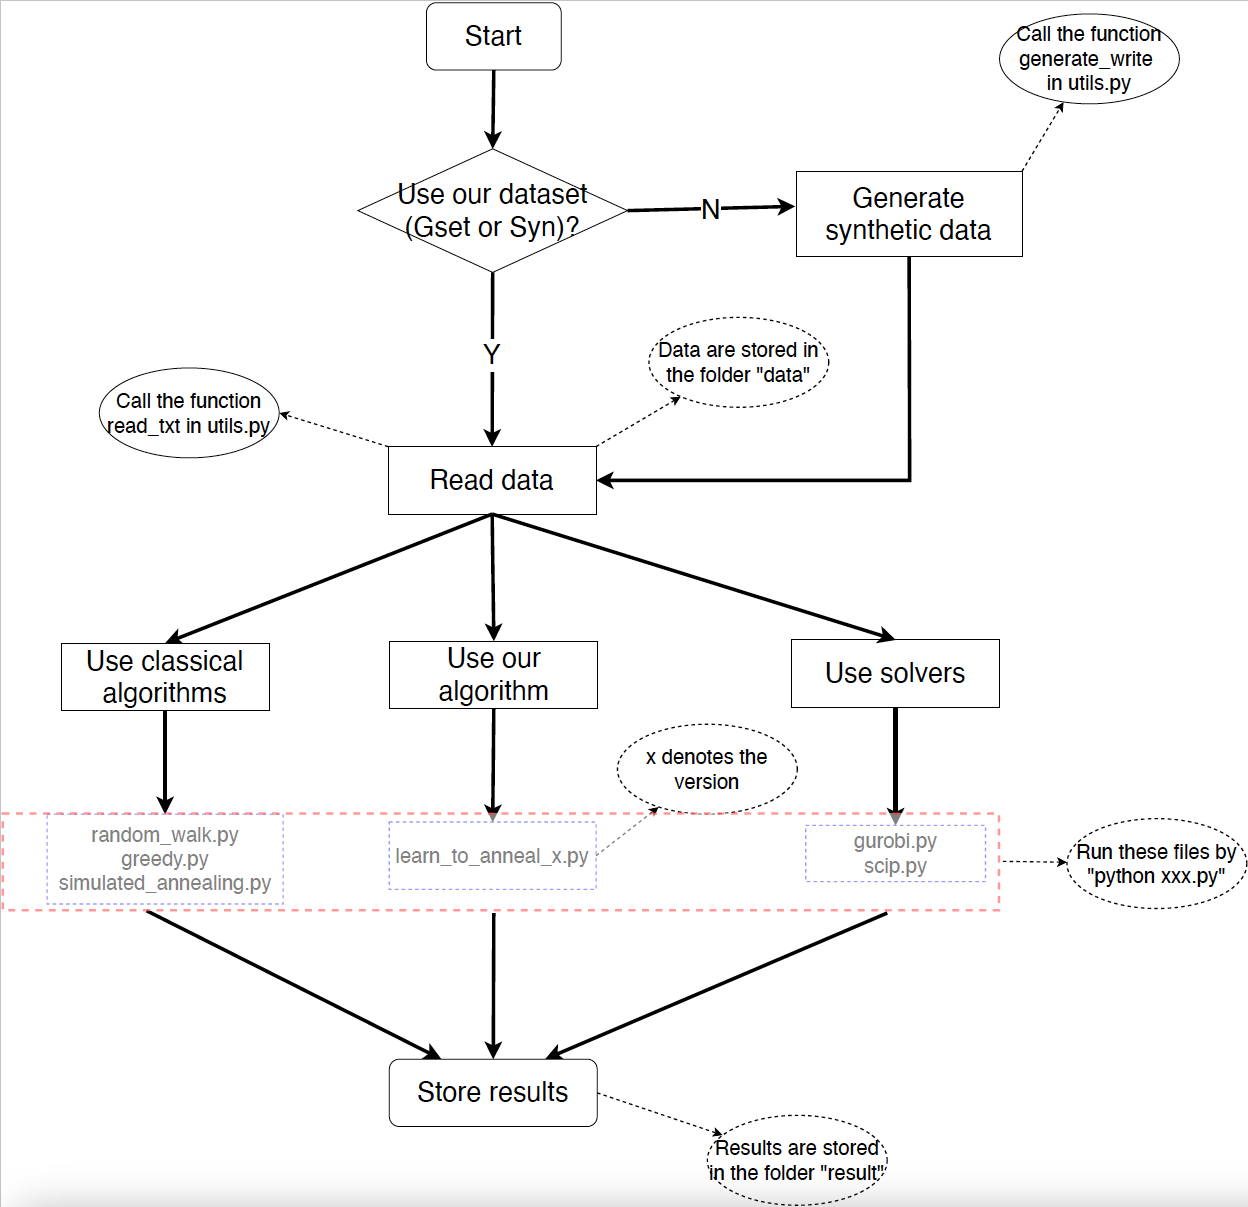 Start
Call the function
generate_write
in utils.py
Use our dataset
(Gset or Syn)?
N
Generate
synthetic data
Y
Data are stored in
the folder "data"
Call the function
read_txt in utils.py
Read data
Use classical
algorithms
Use our
algorithm
Use solvers
x denotes the
version
random_walk.py
greedy.py
simulated_annealing.py
learn_to_anneal_x.py
gurobi.py
scip.py
Run these files by
"python xxx.py"
Store results
Results are stored
in the folder "result"